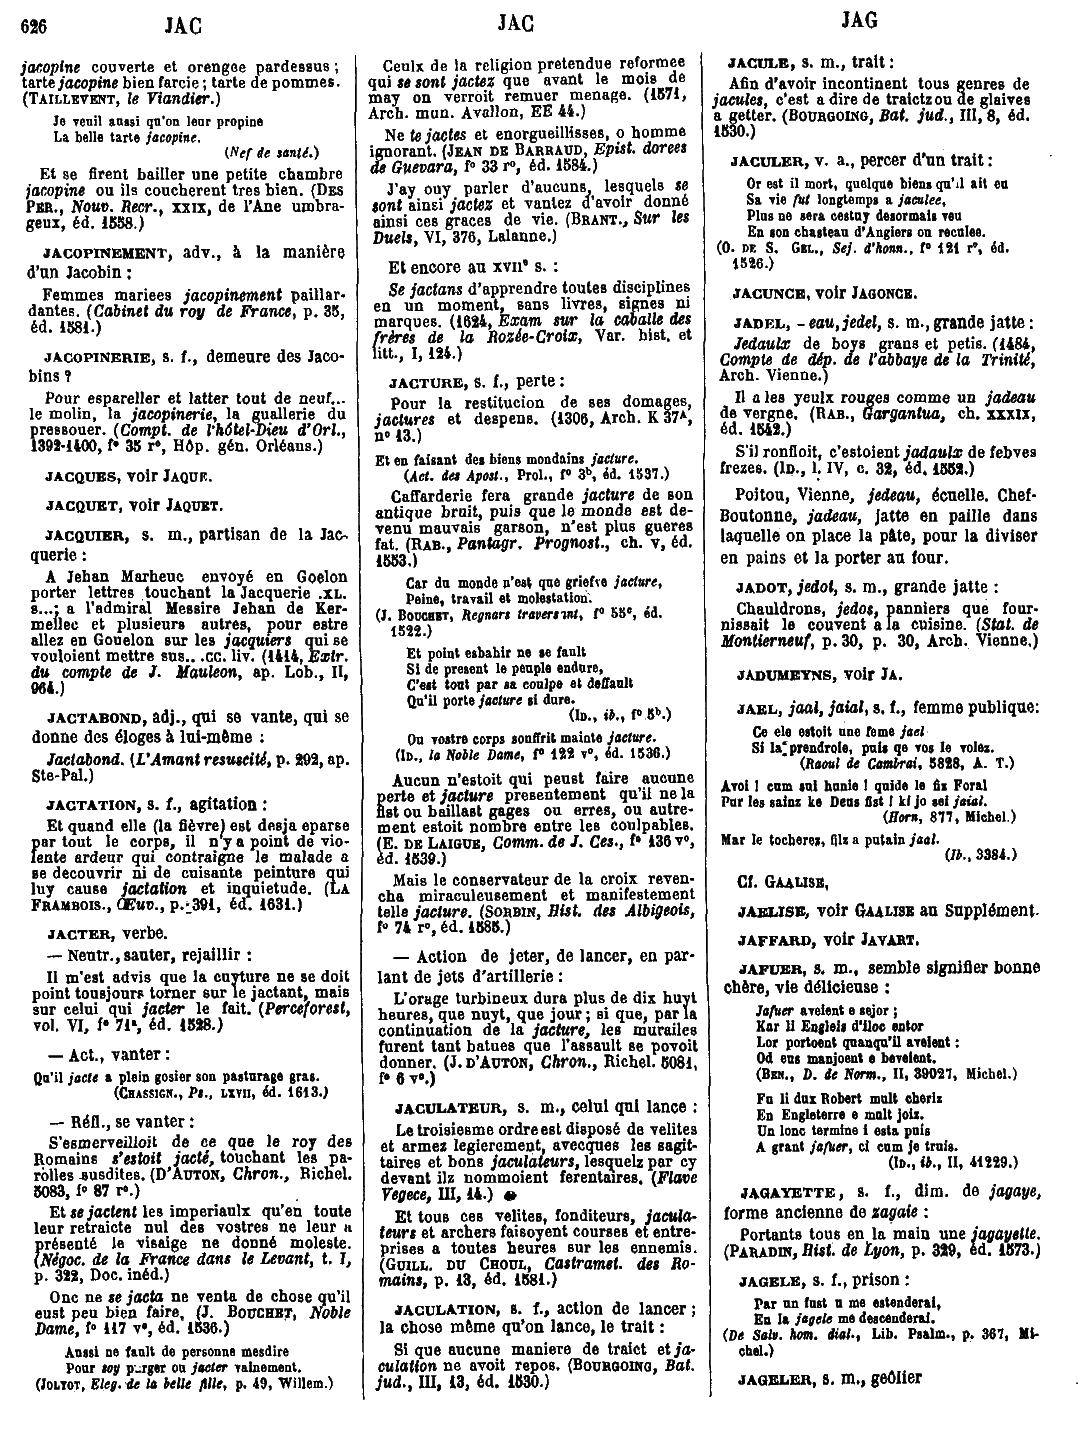 626 JAC JAC JAG
jacopine couverte et orengee pardessus ;
tarte jacopine bien farcie ; tarte de pommes.
(TAILLEVENT, le Viandier.)
Je veuil aussi qu'on leur propine
La belle tarte jacopine.
(Nef de santé.)
Et se firent bailler une petite chambre
jacopine ou ils coucherent tres bien. (DES
PER., Nouv. Recr., XXIX, de l'Ane umbra-
geux, éd. 1558.)
JACOPINEMENT, adv., à la manière
d'un Jacobin :
Femmes mariees jacopinement paillar-
dantes. (Cabinet du roy de France, p. 35,
éd. 1581.)
JACOPINERIE, s. f., demeure des Jaco-
bins ?
Pour espareller et latter tout de neuf...
le molin, la jacopinerie, la guallerie du
pressouer. (Compt. de l'hôtel-Dieu d'Orl.,
1392-1400, f° 35 r°, Hôp. gén. Orléans.)
JACQUES, voir JAQUE.
JACQUET, voir JAQUET.
JACQUIER, s. m., partisan de la Jac-
querie :
A Jehan Marheuc envoyé en Goelon
porter lettres touchant la Jacquerie .XL.
s...; a l'admiral Messire Jehan de Ker-
mellec et plusieurs autres, pour estre
allez en Gouelon sur les jacquiers qui se
vouloient mettre sus.. .CC. liv. (1414, Extr.
du compte de J. Mauleon, ap. Lob., II,
964.)
JACTABOND, adj., qui se vante, qui se
donne des éloges à lui-même :
Jactabond. (L'Amant resuscité, p. 292, ap.
Ste-Pal.)
JACTATION, s. f., agitation :
Et quand elle (la fièvre) est desja eparse
par tout le corps, il n'y a point de vio-
lente ardeur qui contraigne le malade a
se decouvrir ni de cuisante peinture qui
luy cause jactation et inquietude. (LA
FRAMBOIS., Œuv., p. 391, éd. 1631.)
JACTER, verbe.
— Neutr., sauter, rejaillir :
Il m'est advis que la cuyture ne se doit
point tousjours torner sur le jactant, mais
sur celui qui jacter le fait. (Perceforest,
vol. VI, f° 71ª, éd. 1528.)
— Act., vanter :
Qu'il jacte a plein gosier son pasturage gras.
(CHASSIGN., Ps., LXVII, éd. 1613.)
— Réfl., se vanter :
S'esmerveilloit de ce que le roy des
Romains s'estoit jacté, touchant les pa-
rolles susdites. (D'AUTON, Chron., Richel.
5083, f° 87 r°.)
Et se jactent les imperiaulx qu'en toute
leur retraicte nul des vostres ne leur a
présenté le visaige ne donné moleste.
(Négoc. de la France dans le Levant, t. I,
p. 322, Doc. inéd.)
Onc ne se jacta ne venta de chose qu'il
eust peu bien faire. (J. BOUCHET, Noble
Dame, f° 117 v°, éd. 1536.)
Aussi ne fault de personne mesdire
Pour soy purger ou jacter vainement.
(JOLYOT, Eleg. de la belle fille, p. 49, Willem.)
Ceulx de la religion pretendue reformee
qui se sont jactez que avant le mois de
may on verroit remuer menage. (1571,
Arch. mun. Avallon, EE 44.)
Ne te jactes et enorgueillisses, o homme
ignorant. (JEAN DE BARRAUD, Epist. dorees
de Guevara, f° 33 r°, éd. 1584.)
J'ay ouy parler d'aucuns, lesquels se
sont ainsi jactez et vantez d'avoir donné
ainsi ces graces de vie. (BRANT., Sur les
Duels, VI, 376, Lalanne.)
Et encore au XVIIe s. :
Se jactans d'apprendre toutes disciplines
en un moment, sans livres, signes ni
marques. (1624, Exam sur la caballe des
frères de la Rozée-Croix, Var. hist. et
litt., I, 124.)
JACTURE, s. f., perte :
Pour la restitucion de ses domages,
jactures et despens. (1306, Arch. K 37ᴬ,
n° 13.)
Et en faisant des biens mondains jacture.
(Act. des Apost., Prol., f° 3ᵇ, éd. 1537.)
Caffarderie fera grande jacture de son
antique bruit, puis que le monde est de-
venu mauvais garson, n'est plus gueres
fat. (RAB., Pantagr. Prognost., ch. V, éd.
1553.)
Car du monde n'est que griefve jacture,
Peine, travail et molestation.
(J. BOUCHET, Regnars traversant, f° 55ᶜ, éd.
1522.)
Et point esbahir ne se fault
Si de present le peuple endure,
C'est tout par sa coulpe et deffault
Qu'il porte jacture si dure.
(ID., ib., f° 5ᵇ.)
Ou vostre corps souffrit mainte jacture.
(ID., la Noble Dame, f° 122 v°, éd. 1536.)
Aucun n'estoit qui peust faire aucune
perte et jacture presentement qu'il ne la
fist ou baillast gages ou erres, ou autre-
ment estoit nombre entre les coulpables.
(E. DE LAIGUE, Comm. de J. Ces., f° 136 v°,
éd. 1539.)
Mais le conservateur de la croix reven-
cha miraculeusement et manifestement
telle jacture. (SORBIN, Hist. des Albigeois,
f° 74 r°, éd. 1585.)
— Action de jeter, de lancer, en par-
lant de jets d'artillerie :
L'orage turbineux dura plus de dix huyt
heures, que nuyt, que jour ; si que, par la
continuation de la jacture, les murailes
furent tant batues que l'assault se povoit
donner. (J. D'AUTON, Chron., Richel. 5081,
f° 6 v°.)
JACULATEUR, s. m., celui qui lance :
Le troisiesme ordre est disposé de velites
et armez legierement, avecques les sagit-
taires et bons jaculateurs, lesquelz par cy
devant ilz nommoient ferentaires. (Flave
Vegece, III, 14.)
Et tous ces velites, fonditeurs, jacula-
teurs et archers faisoyent courses et entre-
prises a toutes heures sur les ennemis.
(GUILL. DU CHOUL, Castramet. des Ro-
mains, p. 13, éd. 1581.)
JACULATION, s. f., action de lancer ;
la chose même qu'on lance, le trait :
Si que aucune maniere de traict et ja-
culation ne avoit repos. (BOURGOING, Bat.
jud., III, 13, éd. 1530.)
JACULE, s. m., trait :
Afin d'avoir incontinent tous genres de
jacules, c'est a dire de traictz ou de glaives
a getter. (BOURGOING, Bat. jud., III, 8, éd.
1530.)
JACULER, v. a., percer d'un trait :
Or est il mort, quelque biens qu'il ait eu
Sa vie fut longtemps a jaculee,
Plus ne sera cestuy desormais veu
En son chasteau d'Angiers ou reculee.
(O. DE S. GEL., Sej. d'honn., f° 121 r°, éd.
1526.)
JACUNCE, voir JAGONCE.
JADEL, - eau, jedel, s. m., grande jatte :
Jedaulx de boys grans et petis. (1484,
Compte de dép. de l'abbaye de la Trinité,
Arch. Vienne.)
Il a les yeulx rouges comme un jadeau
de vergne. (RAB., Gargantua, ch. XXXIX,
éd. 1542.)
S'il ronfloit, c'estoient jadaulx de febves
frezes. (ID., l. IV, c. 32, éd. 1552.)
Poitou, Vienne, jedeau, écuelle. Chef-
Boutonne, jadeau, jatte en paille dans
laquelle on place la pâte, pour la diviser
en pains et la porter au four.
JADOT, jedot, s. m., grande jatte :
Chauldrons, jedos, panniers que four-
nissait le couvent a la cuisine. (Stat. de
Montierneuf, p. 30, p. 30, Arch. Vienne.)
JADUMEYNS, voir JA.
JAEL, jaal, jaial, s. f., femme publique:
Ce ele estoit une feme jael
Si la prendroie, puis qe vos le volez.
(Raoul de Cambrai, 5828, A. T.)
Avoi ! cum sui hunie ! quide le fiz Foral
Pur les sainz ke Deus fist ! ki jo sei jaial.
(Horn, 877, Michel.)
Mar le tocherez, filz a putain jaal.
(Ib., 3384.)
Cf. GAALISE,
JAELISE, voir GAALISE au Supplément.
JAFFARD, voir JAVART.
JAFUER, s. m., semble signifier bonne
chère, vie délicieuse :
Jafuer aveient e sejor ;
Kar li Engleis d'iloc entor
Lor portoent quanqu'il aveient :
Od eus manjoent e beveient.
(BEN., D. de Norm., II, 39027, Michel.)
Fu li dux Robert mult cheriz
En Engleterre e mult joiz.
Un lonc termine i esta puis
A grant jafuer, ci cum je truis.
(ID., ib., II, 41229.)
JAGAYETTE, s. f., dim. de jagaye,
forme ancienne de zagaie :
Portants tous en la main une jagayette.
(PARADIN, Hist. de Lyon, p. 329, éd. 1573.)
JAGELE, s. f., prison :
Par un fust u me estenderai,
En la jagele me descenderai.
(De Salv. hom. dial., Lib. Psalm., p. 367, Mi-
chel.)
JAGELER, s. m., geôlier